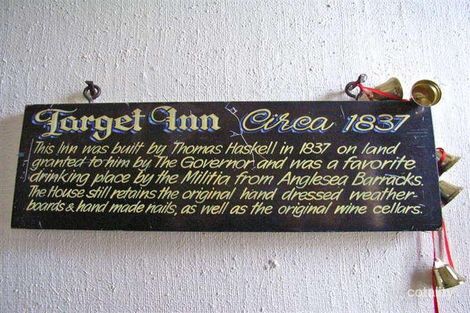 Target Inn Circa 1837
This Inn was built by Thomas Haskell in 1837 on land
granted to him by The Governor and was a favorite
drinking place by the Militia from Anglesea Barracks.
The House still retains the original hand dressed weather-
boards & hand made nails, as well as the original wine cellars.